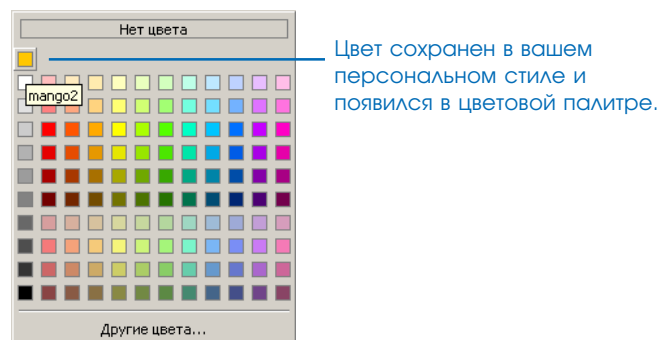 Нет цвета
mango2
Цвет сохранен в вашем
персональном стиле и
появился в цветовой палитре.
Другие цвета...